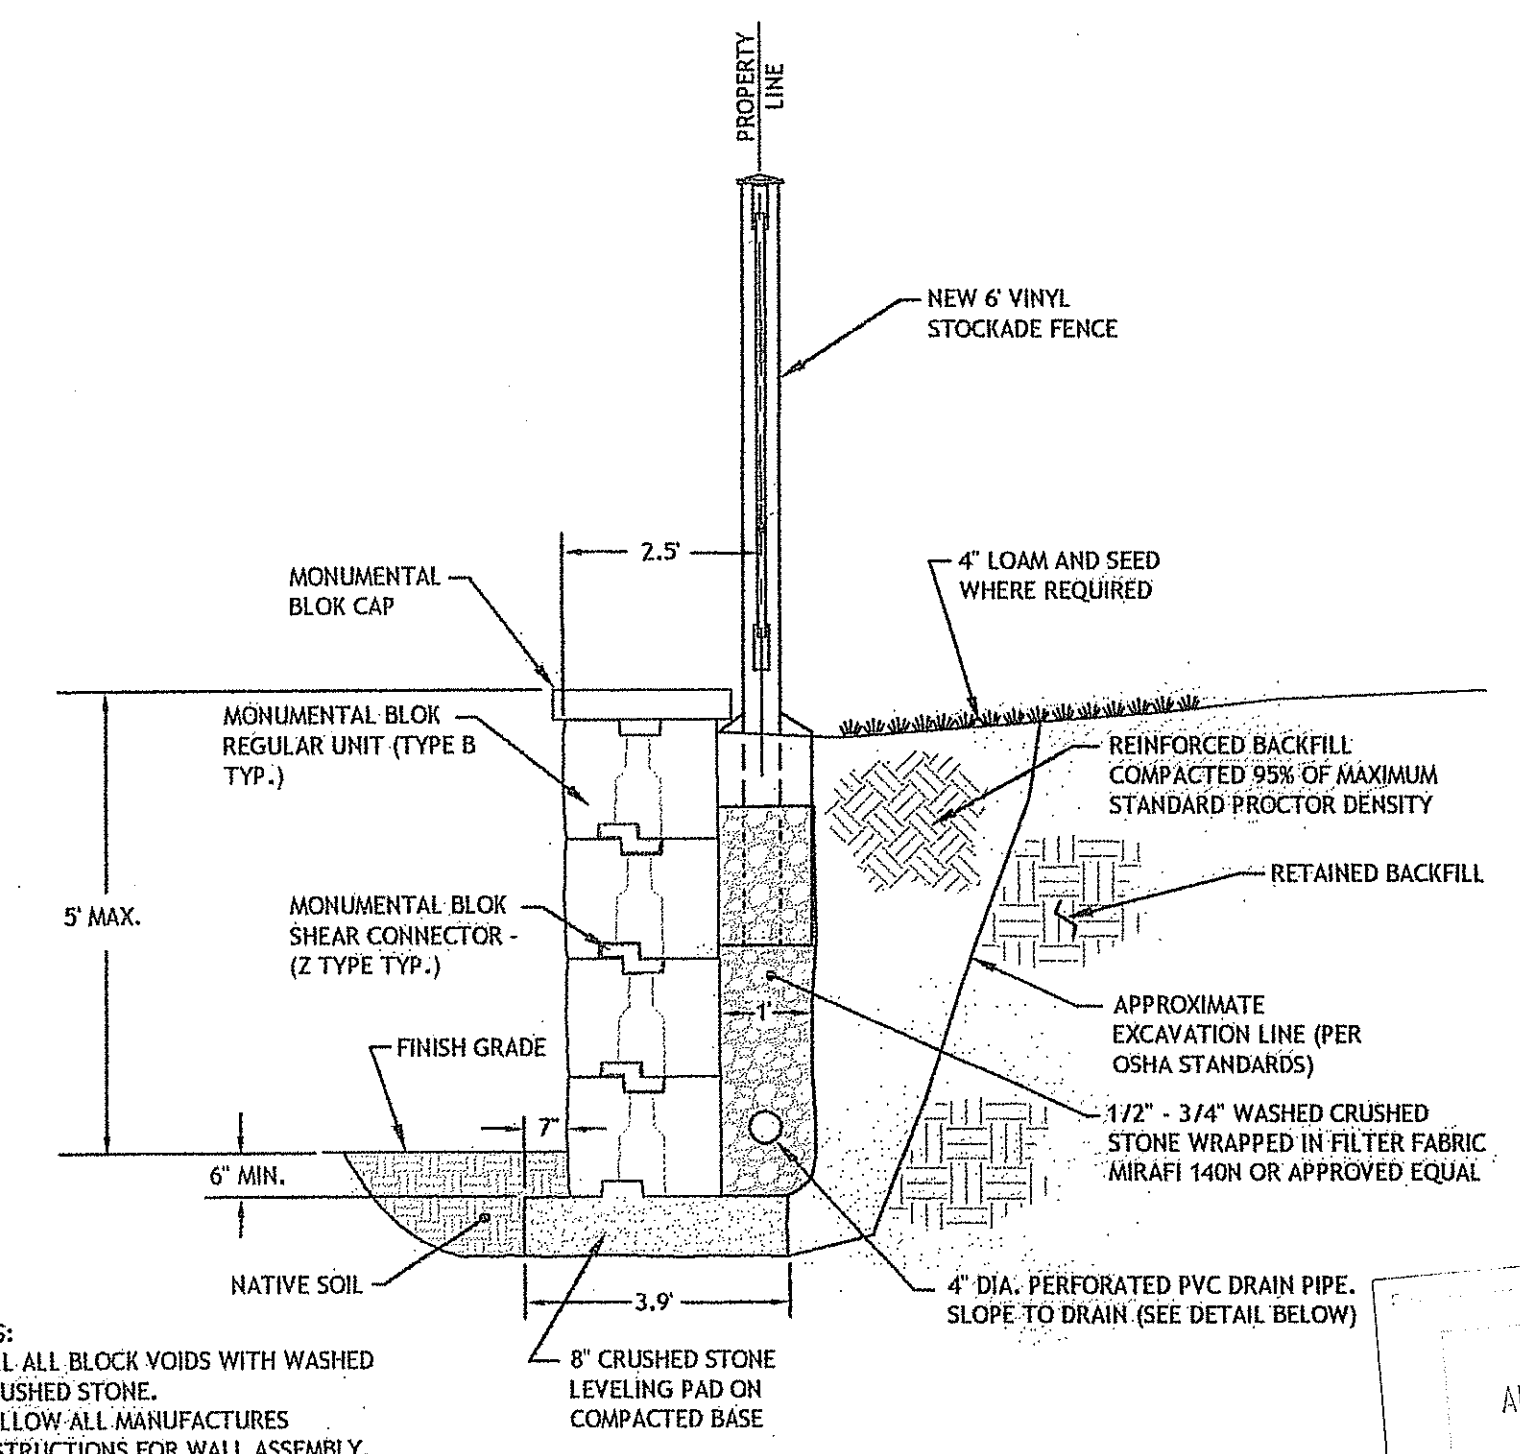 PROPERTY
LINE
NEW 6' VINYL
STOCKADE FENCE
2.5'
MONUMENTAL
BLOK CAP
4" LOAM AND SEED
WHERE REQUIRED
MONUMENTAL BLOK
REGULAR UNIT (TYPE B
TYP.)
REINFORCED BACKFILL
COMPACTED 95% OF MAXIMUM
STANDARD PROCTOR DENSITY
RETAINED BACKFILL
5' MAX.
MONUMENTAL BLOK
SHEAR CONNECTOR -
(Z TYPE TYP.)
1'
APPROXIMATE
EXCAVATION LINE (PER
OSHA STANDARDS)
FINISH GRADE
7"
6" MIN.
1/2" - 3/4" WASHED CRUSHED
STONE WRAPPED IN FILTER FABRIC
MIRAFI 140N OR APPROVED EQUAL
NATIVE SOIL
3.9'
4" DIA. PERFORATED PVC DRAIN PIPE.
SLOPE TO DRAIN (SEE DETAIL BELOW)
8" CRUSHED STONE
LEVELING PAD ON
COMPACTED BASE
S:
ALL BLOCK VOIDS WITH WASHED
USHED STONE.
LLOW ALL MANUFACTURES
STRUCTIONS FOR WALL ASSEMBLY.